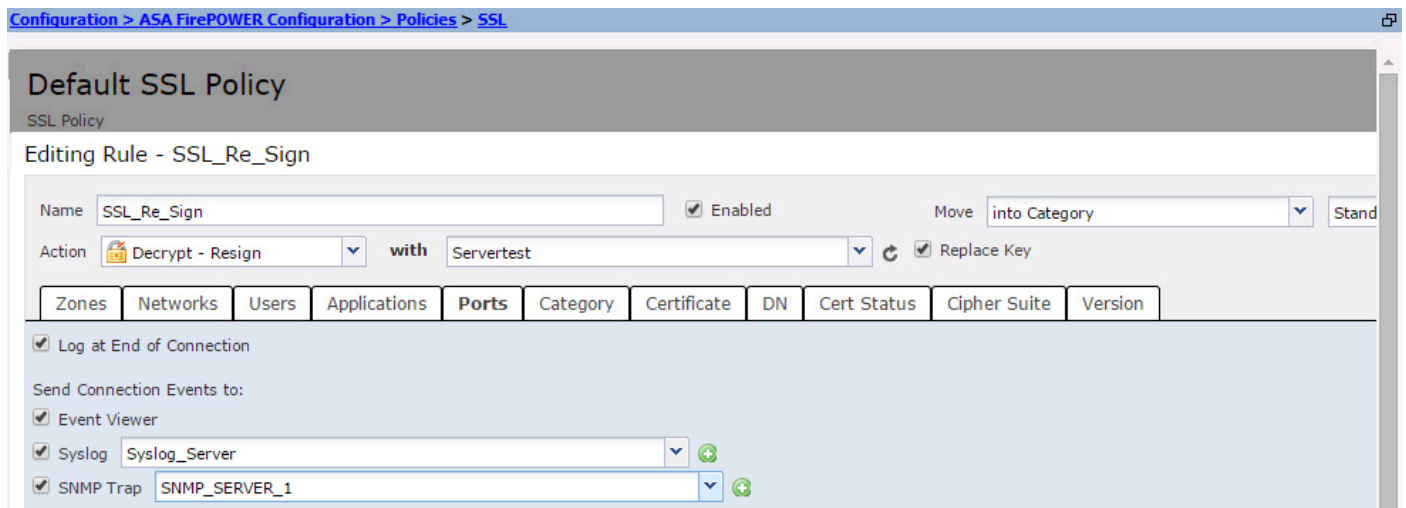 Configuration > ASA FirePOWER Configuration > Policies > SSL
Default SSL Policy
SSL Policy
Editing Rule - SSL_Re_Sign
Name SSL_Re_Sign Enabled Move into Category Stand
Action Decrypt - Resign with Servertest Replace Key
Zones Networks Users Applications Ports Category Certificate DN Cert Status Cipher Suite Version
Log at End of Connection
Send Connection Events to:
Event Viewer
Syslog Syslog_Server
SNMP Trap SNMP_SERVER_1